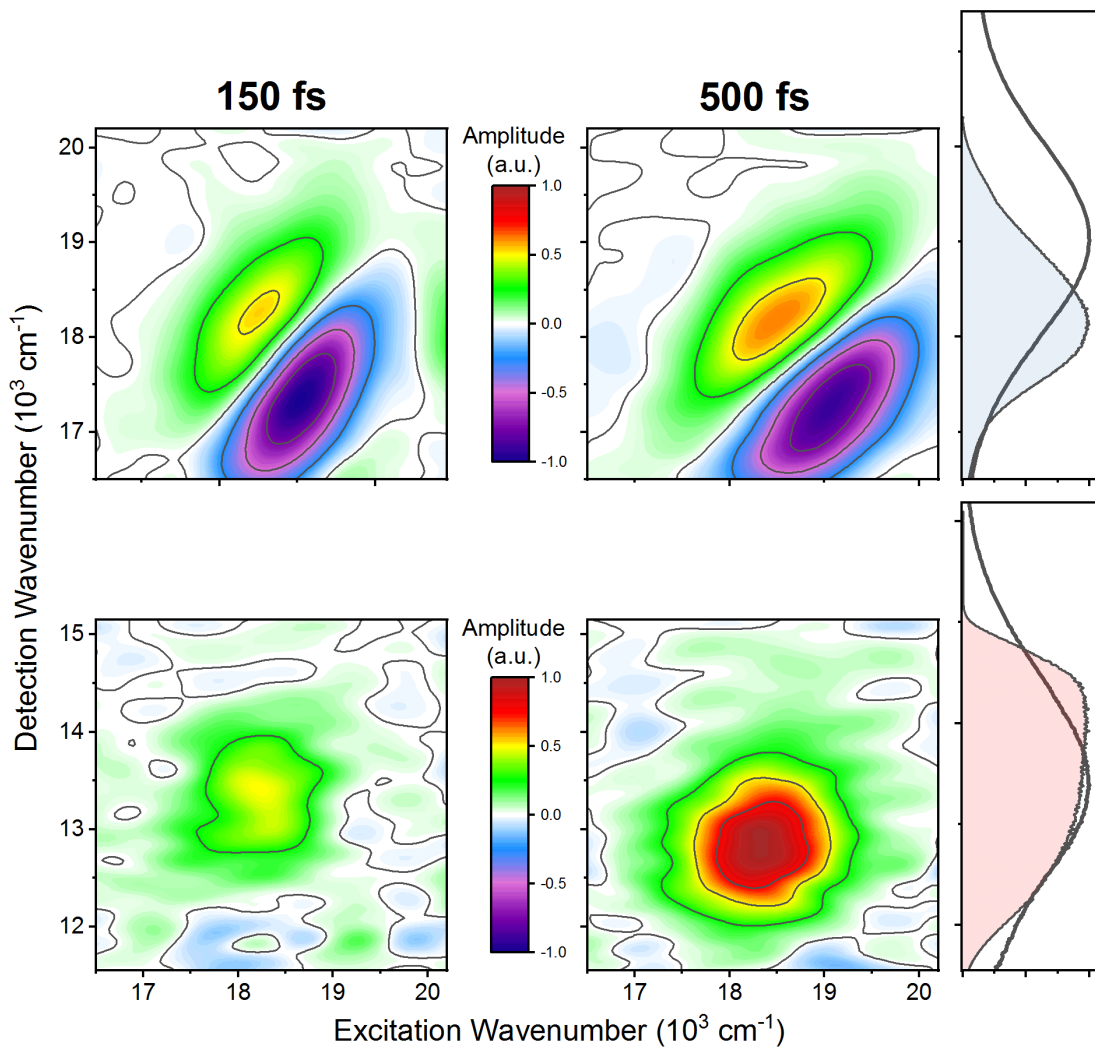 150 fs
500 fs
Amplitude
(a.u.)
20
19
18
17
1.0
0.5
0.0
-0.5
-1.0
Detection Wavenumber (10³ cm⁻¹)
Amplitude
(a.u.)
15
14
13
12
1.0
0.5
0.0
-0.5
-1.0
17 18 19 20
17 18 19 20
Excitation Wavenumber (10³ cm⁻¹)